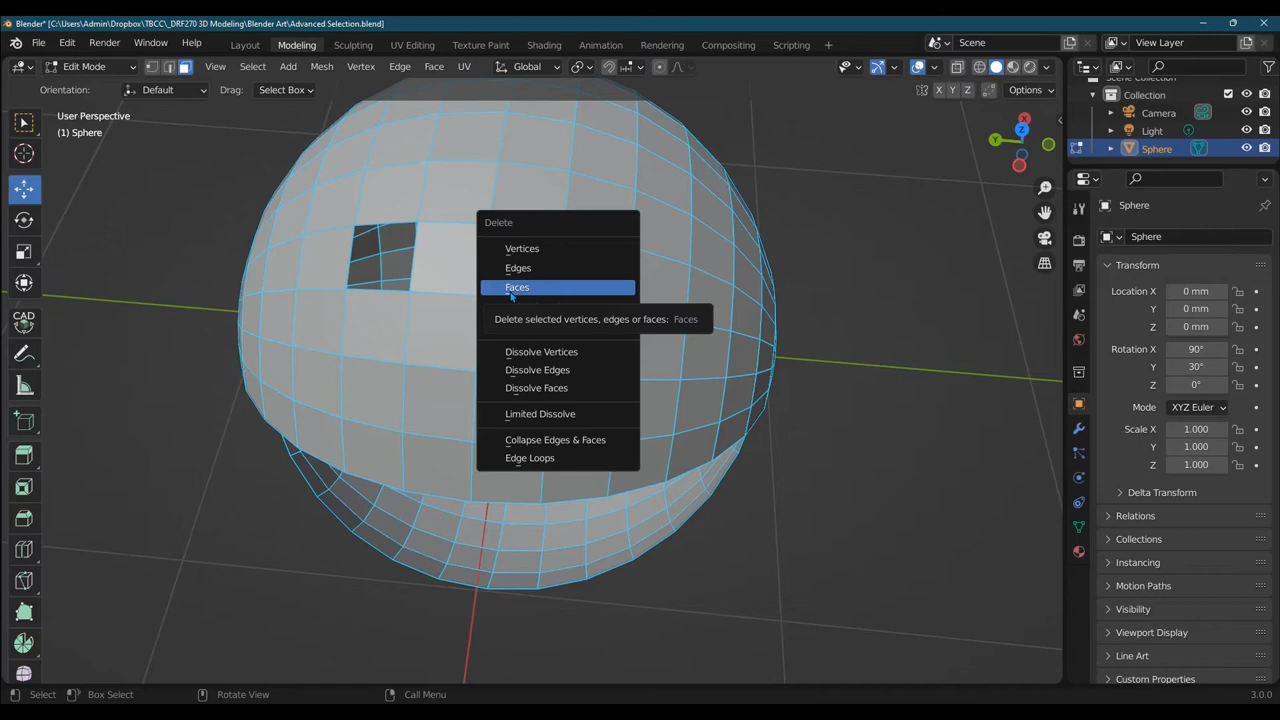 Blender* [C:\Users\Admin\Dropbox\TBCC\_DRF270 3D Modeling\Blender Art\Advanced Selection.blend]
File Edit Render Window Help Layout Modeling Sculpting UV Editing Texture Paint Shading Animation Rendering Compositing Scripting + Scene View Layer
Edit Mode View Select Add Mesh Vertex Edge Face UV Global
Orientation: Default Drag: Select Box X Y Z Options
User Perspective
(1) Sphere
CAD
Y
Z
X
Delete
Vertices
Edges
Faces
Delete selected vertices, edges or faces: Faces
Dissolve Vertices
Dissolve Edges
Dissolve Faces
Limited Dissolve
Collapse Edges & Faces
Edge Loops
Scene Collection
Collection
Camera
Light
Sphere
Sphere
Sphere
Transform
Location X 0 mm
Y 0 mm
Z 0 mm
Rotation X 90°
Y 30°
Z 0°
Mode XYZ Euler
Scale X 1.000
Y 1.000
Z 1.000
Delta Transform
Relations
Collections
Instancing
Motion Paths
Visibility
Viewport Display
Line Art
Custom Properties
Select Box Select Rotate View Call Menu 3.0.0